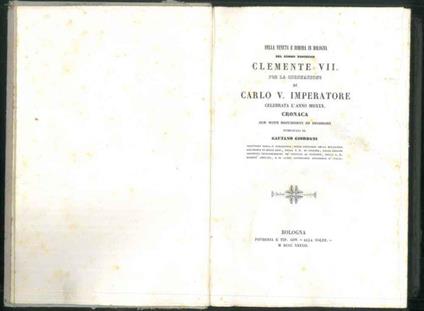 DELLA VENUTA E DIMORA IN BOLOGNA
DEL SOMMO PONTEFICE
CLEMENTE VII.
PER LA CORONAZIONE
DI
CARLO V. IMPERATORE
CELEBRATA L'ANNO MDXXX.
CRONACA
CON NOTE DOCUMENTI ED INCISIONI
PUBBLICATA DA
GAETANO GIORDANI
BOLOGNA
FONDERIA E TIP. GOV. ALLA VOLPE
M DCCC XXXXII.